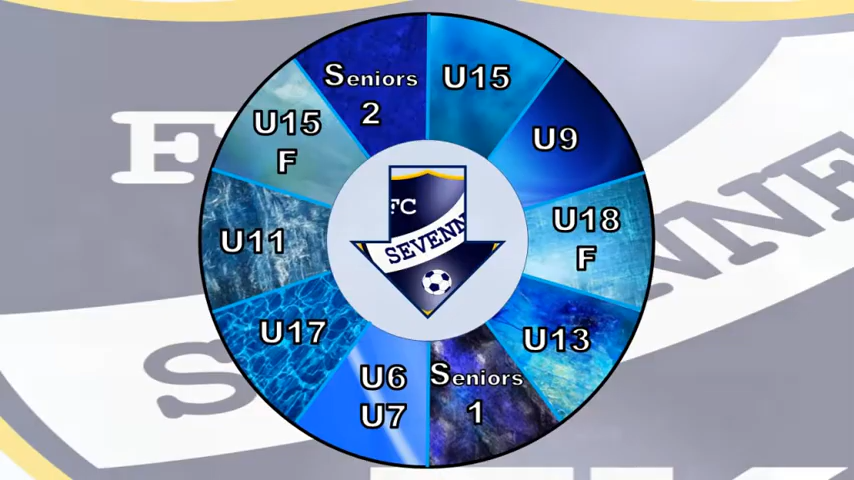 Seniors
2
U15
U15
F
U9
FC
SEVENN
U11
U18
F
U17
U13
U6
U7
Seniors
1